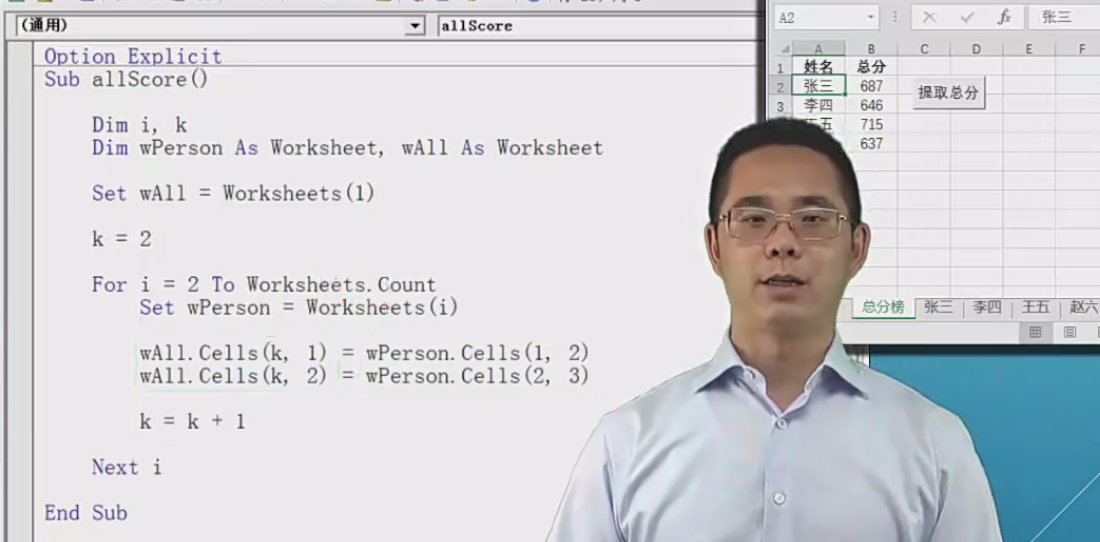 (通用)
allScore
Option Explicit
Sub allScore()
Dim i, k
Dim wPerson As Worksheet, wAll As Worksheet
Set wAll = Worksheets(1)
k = 2
For i = 2 To Worksheets.Count
Set wPerson = Worksheets(i)
wAll.Cells(k, 1) = wPerson.Cells(1, 2)
wAll.Cells(k, 2) = wPerson.Cells(2, 3)
k = k + 1
Next i
End Sub
A2 fx 张三
A B C D E F
1 姓名 总分
2 张三 687
3 李四 646
五 715
637
提取总分
总分榜 张三 李四 王五 赵六